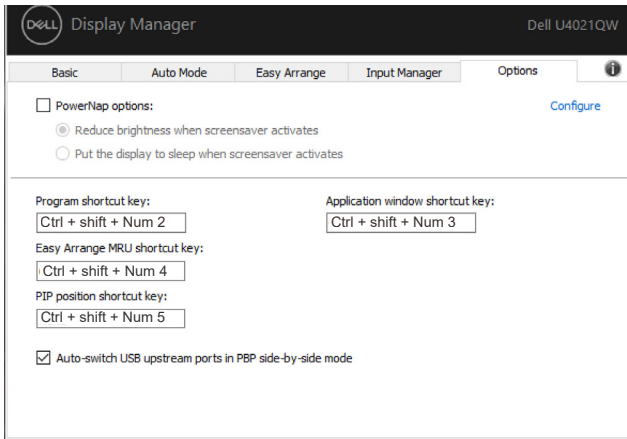 DELL Display Manager Dell U4021QW
Basic Auto Mode Easy Arrange Input Manager Options i
PowerNap options: Configure
Reduce brightness when screensaver activates
Put the display to sleep when screensaver activates
Program shortcut key: Application window shortcut key:
Ctrl + shift + Num 2 Ctrl + shift + Num 3
Easy Arrange MRU shortcut key:
Ctrl + shift + Num 4
PIP position shortcut key:
Ctrl + shift + Num 5
Auto-switch USB upstream ports in PBP side-by-side mode